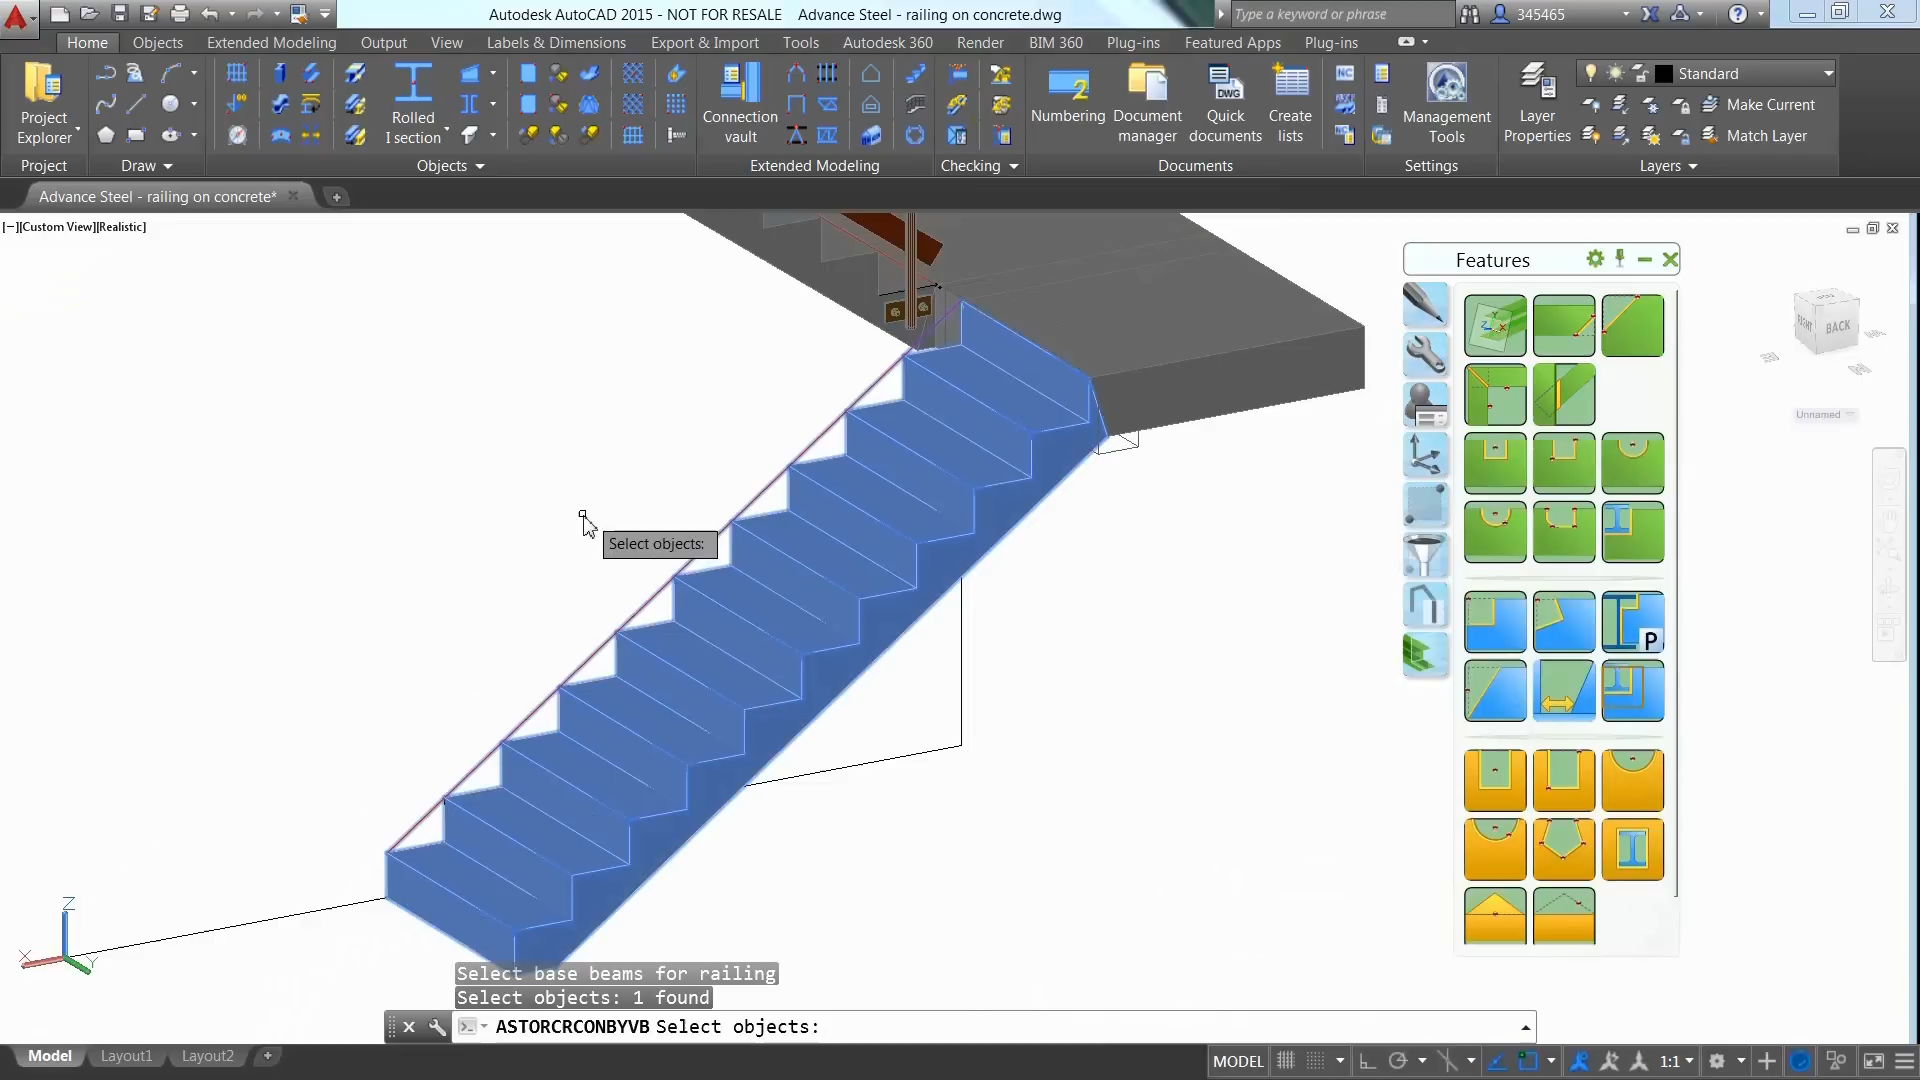 Autodesk AutoCAD 2015 - NOT FOR RESALE Advance Steel - railing on concrete.dwg
Type a keyword or phrase
345465
Home Objects Extended Modeling Output View Labels & Dimensions Export & Import Tools Autodesk 360 Render BIM 360 Plug-ins Featured Apps Plug-ins
Project Explorer
Rolled I section
Connection vault
Numbering
Document manager
Quick documents
Create lists
NC
DWG
Management Tools
Layer Properties
Standard
Make Current
Match Layer
Project Draw Objects Extended Modeling Checking Documents Settings Layers
Advance Steel - railing on concrete*
[−][Custom View][Realistic]
Features
RIGHT
BACK
Unnamed
Select objects:
P
Z
X
Y
Select base beams for railing
Select objects: 1 found
ASTORCRCONBYVB Select objects:
Model Layout1 Layout2
MODEL
1:1